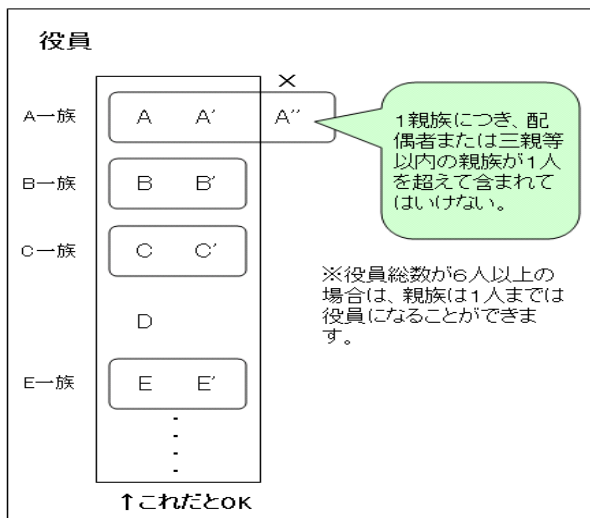 役員
×
A一族 A A′ A′′
1親族につき、配
偶者または三親等
以内の親族が1人
を超えて含まれて
はいけない。
B一族 B B′
C一族 C C′
※役員総数が6人以上の
場合は、親族は1人までは
役員になることができま
す。
D
E一族 E E′
↑これだとOK